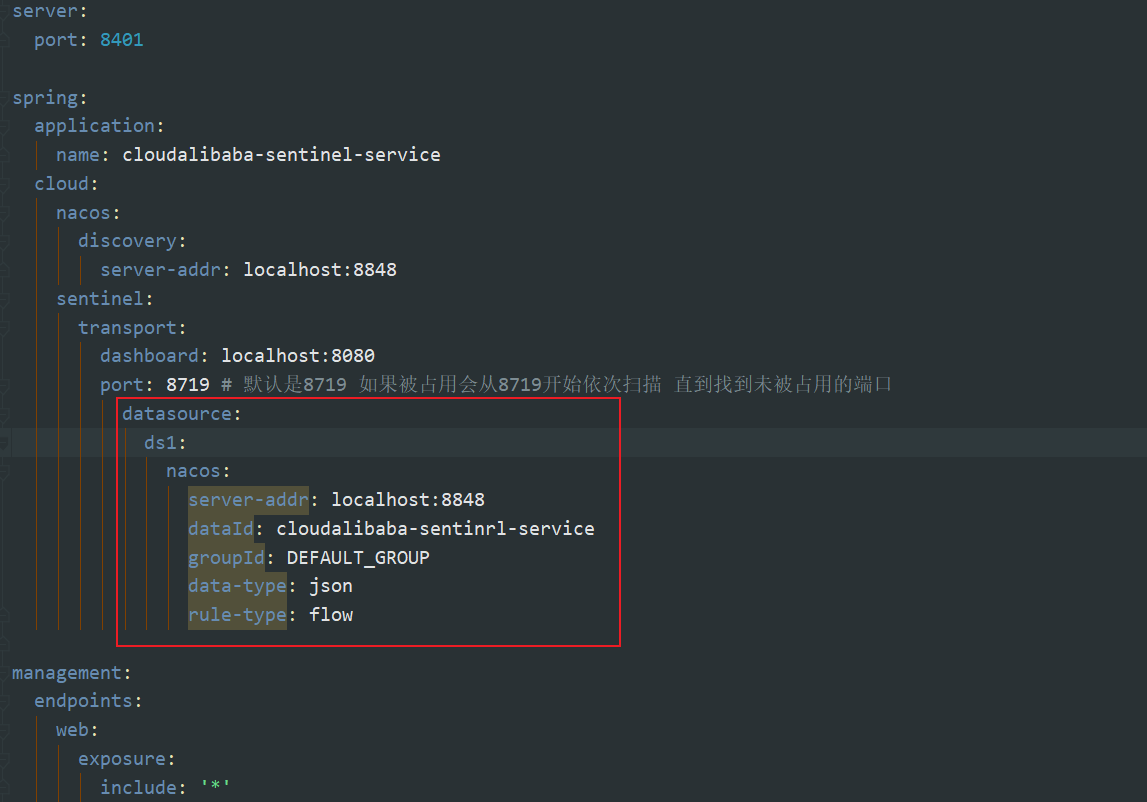 server:
  port: 8401

spring:
  application:
    name: cloudalibaba-sentinel-service
  cloud:
    nacos:
      discovery:
        server-addr: localhost:8848
    sentinel:
      transport:
        dashboard: localhost:8080
        port: 8719 # 默认是8719 如果被占用会从8719开始依次扫描 直到找到未被占用的端口
          datasource:
            ds1:
              nacos:
                server-addr: localhost:8848
                dataId: cloudalibaba-sentinrl-service
                groupId: DEFAULT_GROUP
                data-type: json
                rule-type: flow

management:
  endpoints:
    web:
      exposure:
        include: '*'